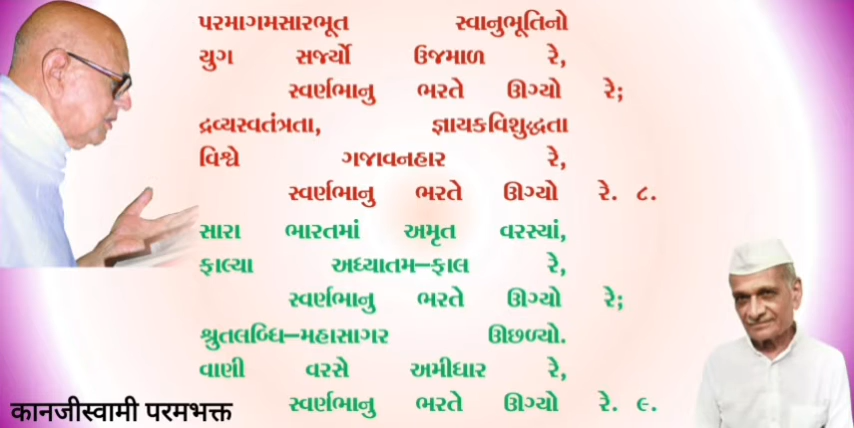 પરમાગમસારભૂત સ્વાનુભૂતિનો
યુગ સર્જ્યો ઉજમાળ રે,
સ્વર્ણભાનુ ભરતે ઊગ્યો રે;
દ્રવ્યસ્વતંત્રતા, જ્ઞાયકવિશુદ્ધતા
વિશ્વે ગજાવનહાર રે,
સ્વર્ણભાનુ ભરતે ઊગ્યો રે. ૮.
સારા ભારતમાં અમૃત વરસ્યાં,
ફાલ્યા અધ્યાતમ–ફાલ રે,
સ્વર્ણભાનુ ભરતે ઊગ્યો રે;
શ્રુતલબ્ધિ–મહાસાગર ઊછળ્યો.
વાણી વરસે અમીધાર રે,
સ્વર્ણભાનુ ભરતે ઊગ્યો રે. ૯.
कानजीस्वामी परमभक्त